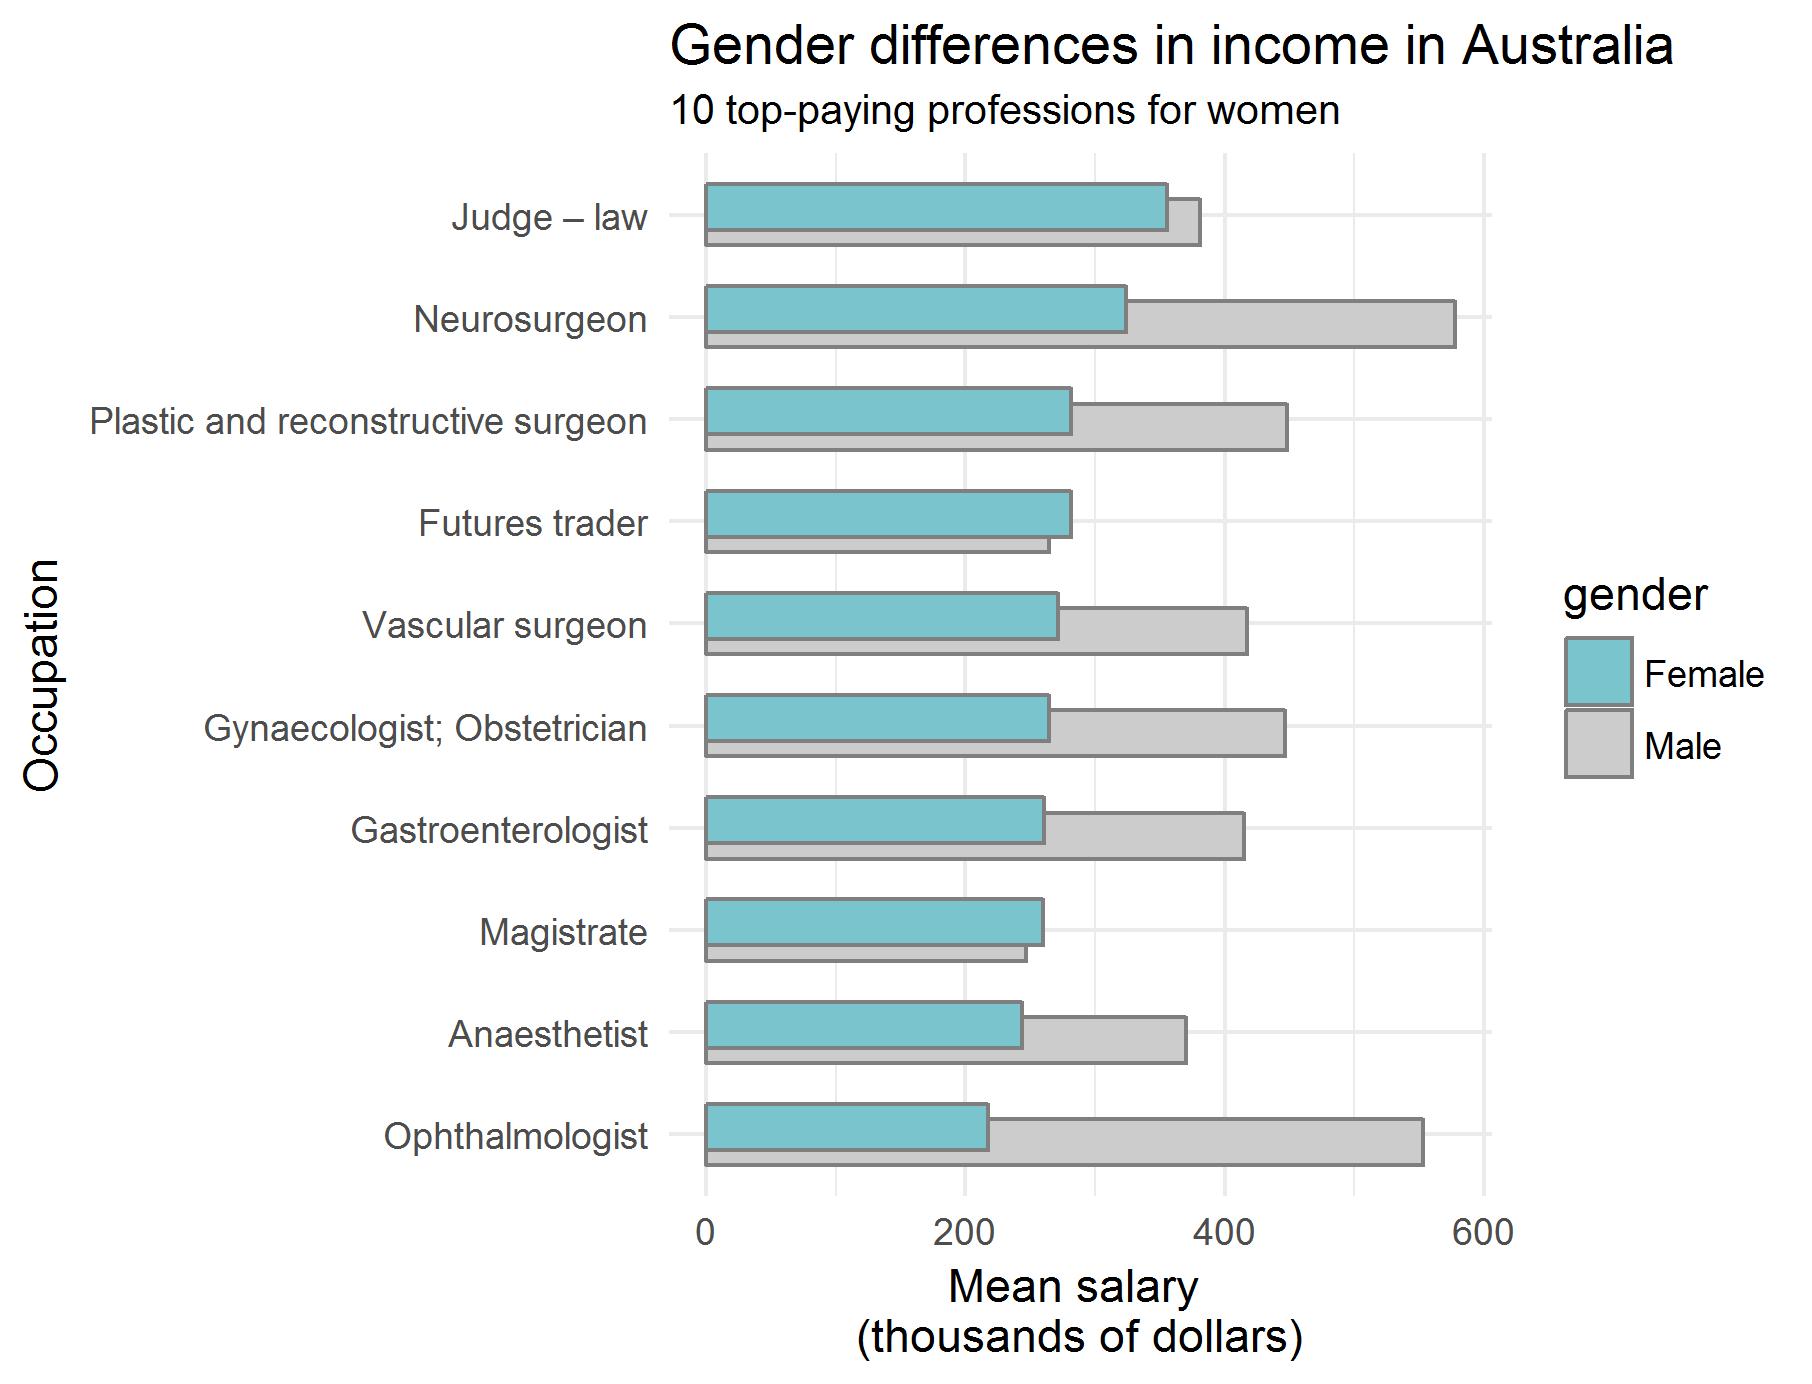 Gender differences in income in Australia
10 top-paying professions for women
Judge – law
Neurosurgeon
Plastic and reconstructive surgeon
Futures trader
Vascular surgeon
Gynaecologist; Obstetrician
Gastroenterologist
Magistrate
Anaesthetist
Ophthalmologist
Occupation
0 200 400 600
Mean salary
(thousands of dollars)
gender
Female
Male